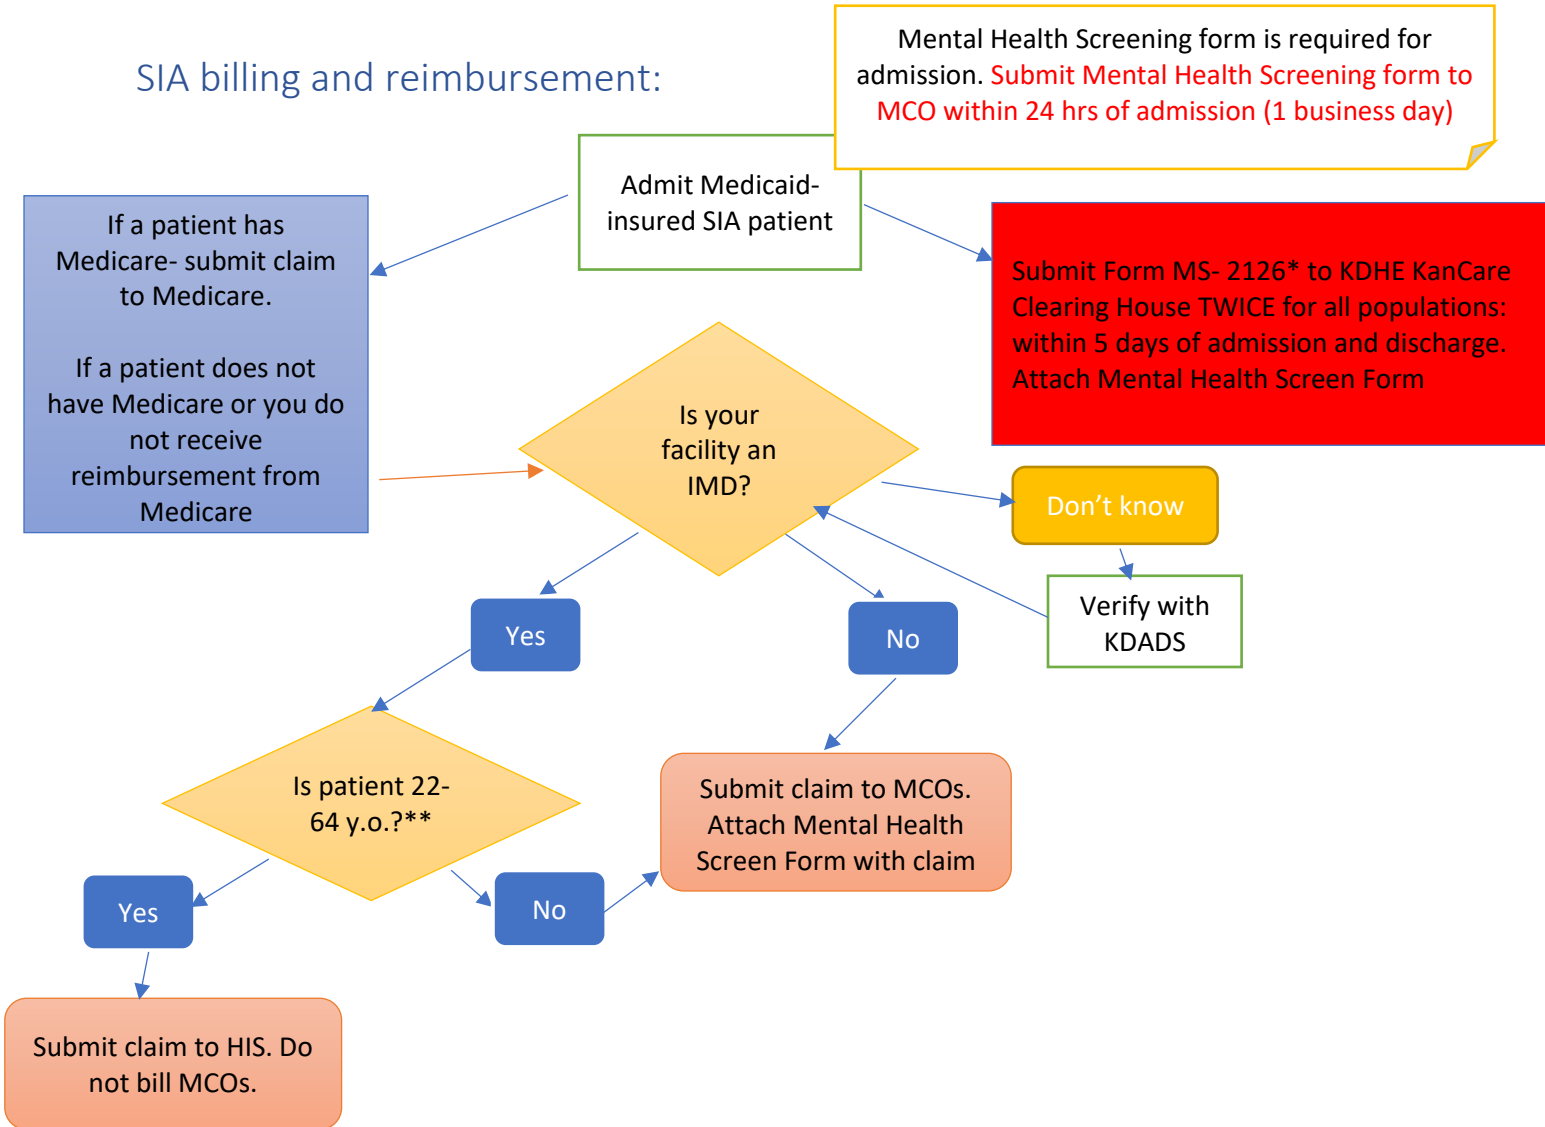 SIA billing and reimbursement:
Mental Health Screening form is required for
admission. Submit Mental Health Screening form to
MCO within 24 hrs of admission (1 business day)
Admit Medicaid-
insured SIA patient
If a patient has
Medicare- submit claim
to Medicare.
If a patient does not
have Medicare or you do
not receive
reimbursement from
Medicare
Submit Form MS- 2126* to KDHE KanCare
Clearing House TWICE for all populations:
within 5 days of admission and discharge.
Attach Mental Health Screen Form
Is your
facility an
IMD?
Don’t know
Verify with
KDADS
Yes
No
Is patient 22-
64 y.o.?**
Submit claim to MCOs.
Attach Mental Health
Screen Form with claim
Yes
No
Submit claim to HIS. Do
not bill MCOs.